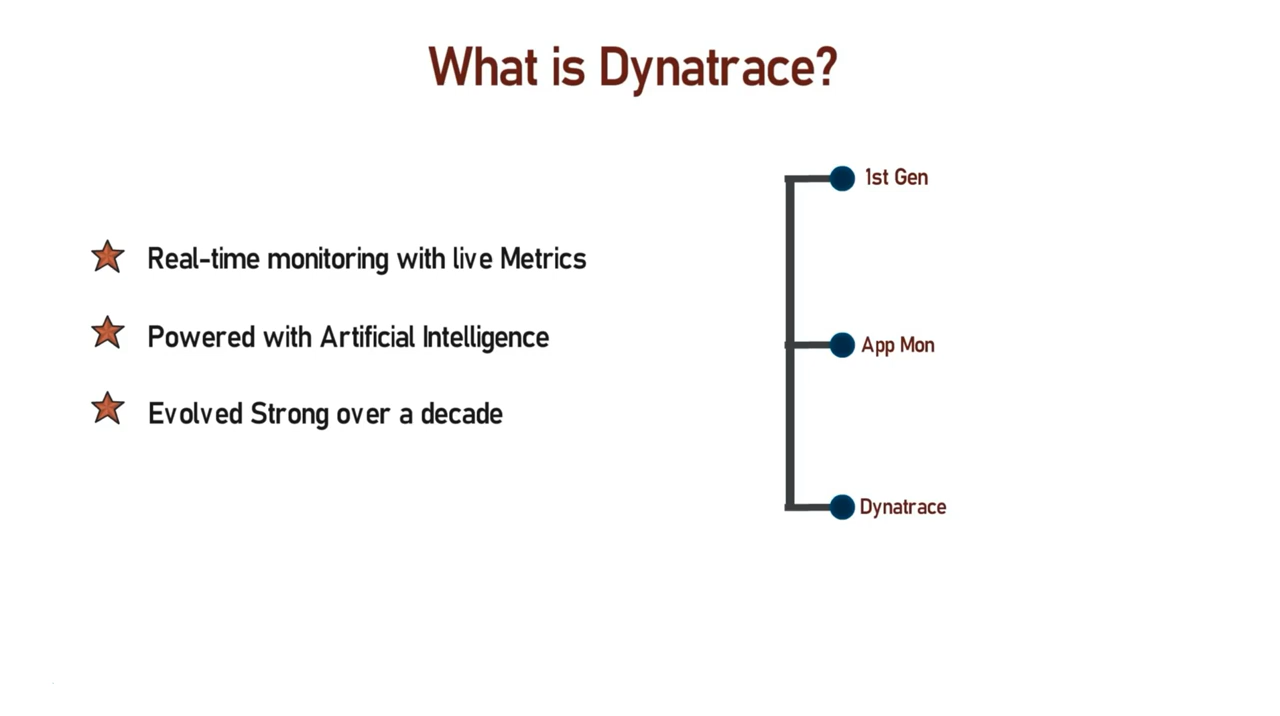 What is Dynatrace?
Real-time monitoring with live Metrics
Powered with Artificial Intelligence
Evolved Strong over a decade
1st Gen
App Mon
Dynatrace